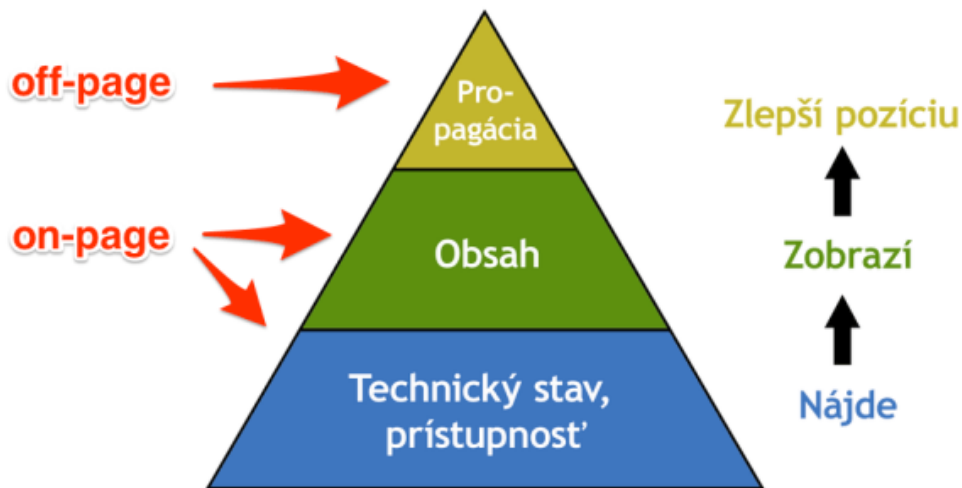 off-page
Pro-
pagácia
Zlepší pozíciu
on-page
Obsah
Zobrazí
Technický stav,
prístupnosť
Nájde